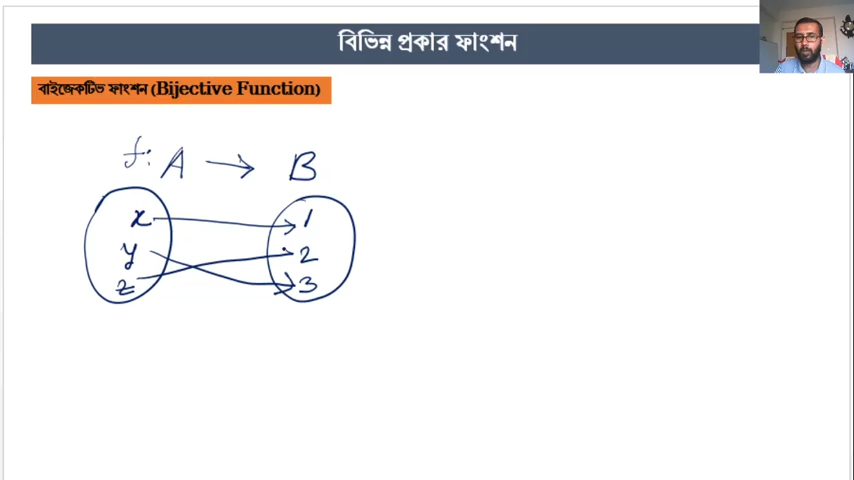 বিভিন্ন প্রকার ফাংশন
বাইজেকটিভ ফাংশন (Bijective Function)
f: A → B
x 1
y 2
z 3